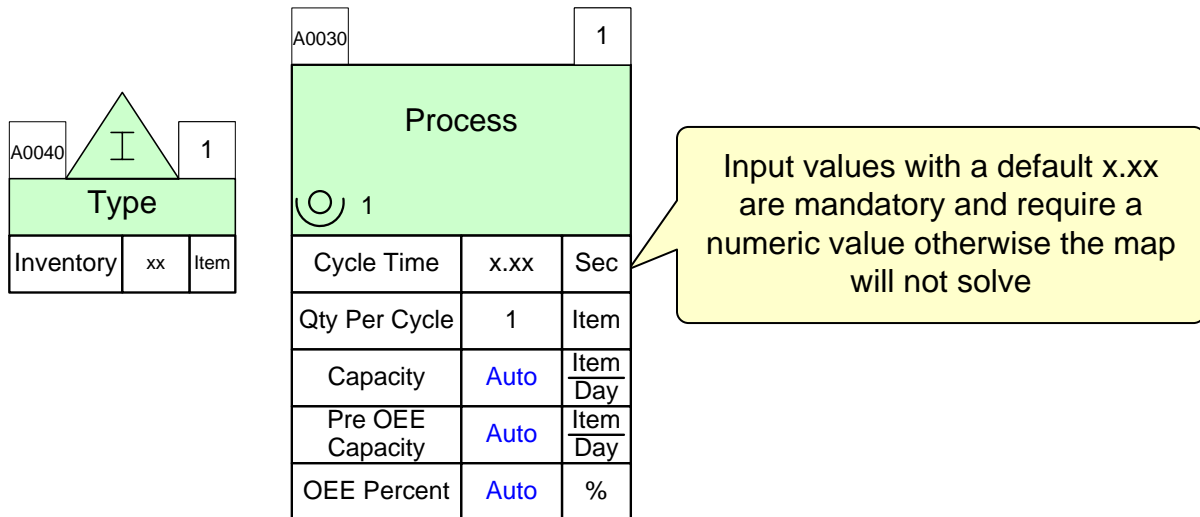 A0040
I
1
Type
Inventory xx Item
A0030
1
Process
1
Cycle Time x.xx Sec
Qty Per Cycle 1 Item
Capacity Auto Item
Day
Pre OEE
Capacity Auto Item
Day
OEE Percent Auto %
Input values with a default x.xx
are mandatory and require a
numeric value otherwise the map
will not solve